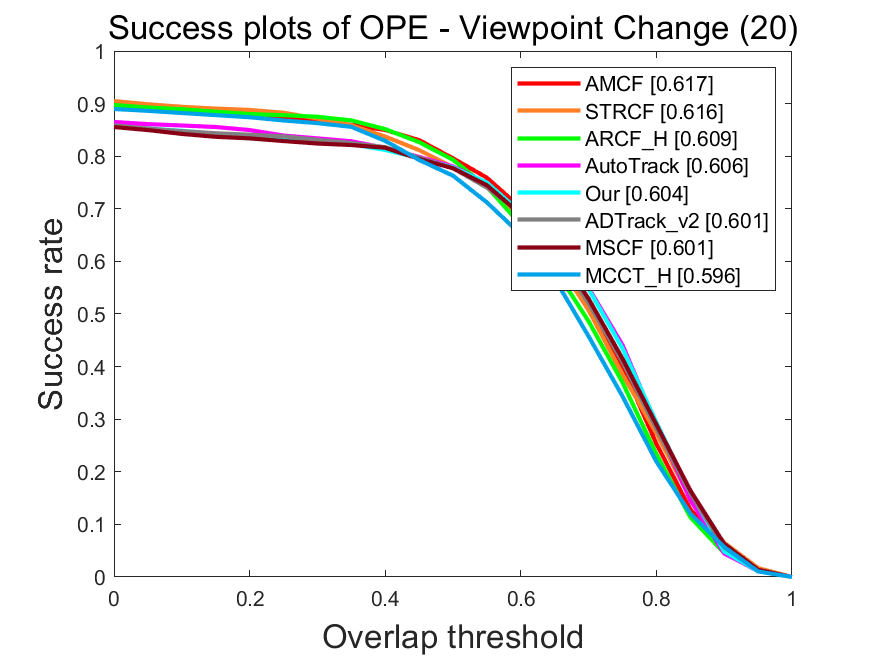 Success plots of OPE - Viewpoint Change (20)
1
0.9
0.8
0.7
0.6
0.5
0.4
0.3
0.2
0.1
0
Success rate
AMCF [0.617]
STRCF [0.616]
ARCF_H [0.609]
AutoTrack [0.606]
Our [0.604]
ADTrack_v2 [0.601]
MSCF [0.601]
MCCT_H [0.596]
0 0.2 0.4 0.6 0.8 1
Overlap threshold